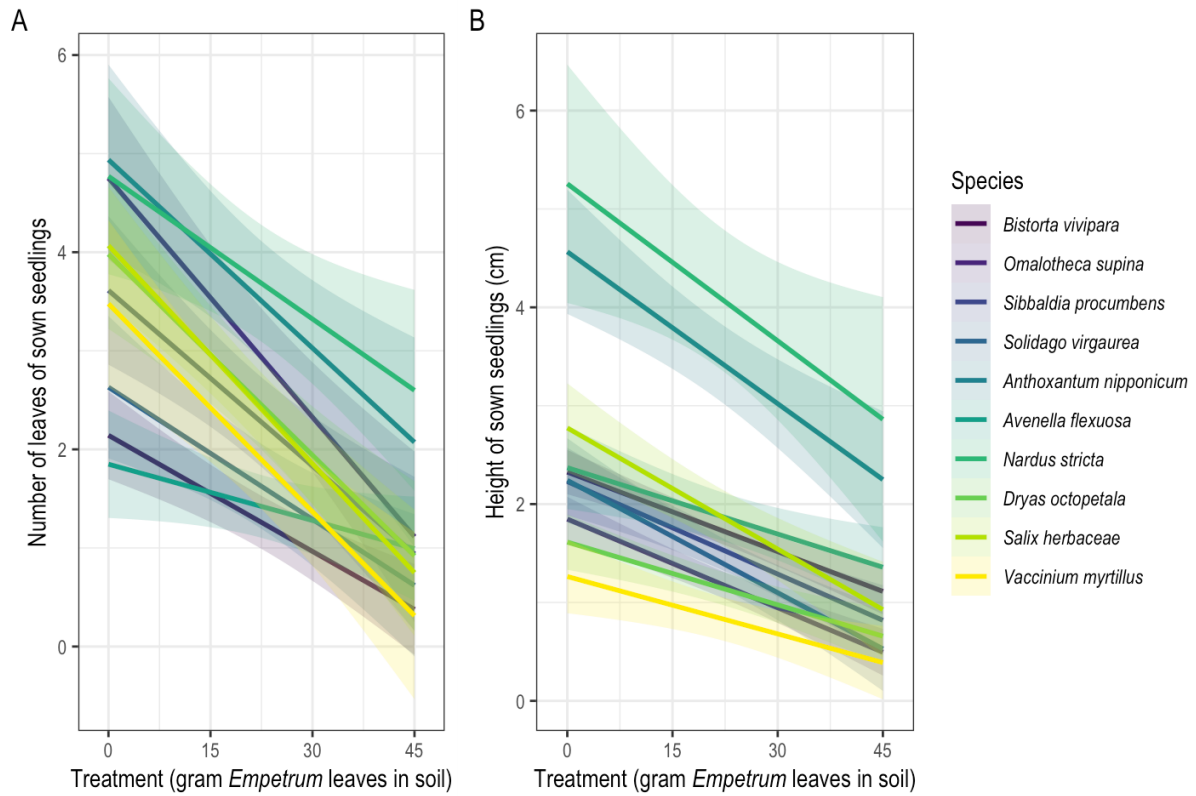 A
B
Number of leaves of sown seedlings
6
4
2
0
0 15 30 45
Treatment (gram Empetrum leaves in soil)
Height of sown seedlings (cm)
6
4
2
0
0 15 30 45
Treatment (gram Empetrum leaves in soil)
Species
Bistorta vivipara
Omalotheca supina
Sibbaldia procumbens
Solidago virgaurea
Anthoxantum nipponicum
Avenella flexuosa
Nardus stricta
Dryas octopetala
Salix herbaceae
Vaccinium myrtillus